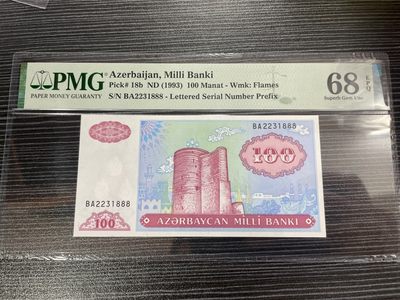 PMG
PAPER MONEY GUARANTY
Azerbaijan, Milli Banki
Pick# 18b ND (1993) 100 Manat - Wmk: Flames
S/N BA2231888 - Lettered Serial Number Prefix
68 EPQ
Superb Gem Unc
BA2231888
100
BA2231888
100
AZƏRBAYCAN MİLLİ BANKI